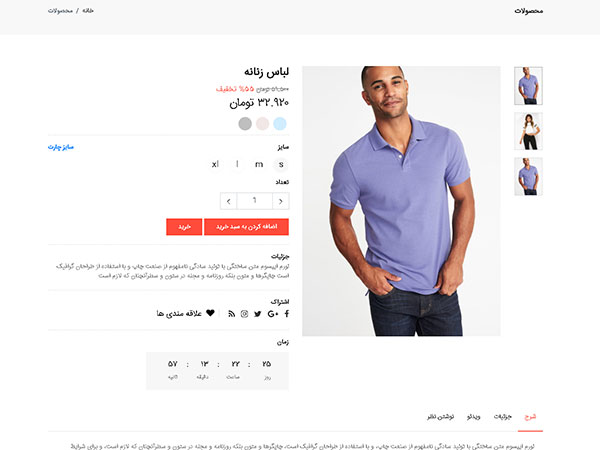 محصولات
خانه / محصولات
لباس زنانه
۵۹.۵۰۰ تومان ۵۵% تخفیف
۳۲.۹۲۰ تومان
سایز
سایز چارت
s m l xl
تعداد
1
اضافه کردن به سبد خرید
خرید
جزئیات
لورم ایپسوم متن ساختگی با تولید سادگی نامفهوم از صنعت چاپ و با استفاده از طراحان گرافیک
است چاپگرها و متون بلکه روزنامه و مجله در ستون و سطرآنچنان که لازم است
اشتراک
علاقه مندی ها
زمان
۲۵ : ۲۲ : ۱۳ : ۵۷
روز ساعت دقیقه ثانیه
شرح
جزئیات
ویدئو
نوشتن نظر
لورم ایپسوم متن ساختگی با تولید سادگی نامفهوم از صنعت چاپ، و با استفاده از طراحان گرافیک است، چاپگرها و متون بلکه روزنامه و مجله در ستون و سطرآنچنان که لازم است، و برای شرایط